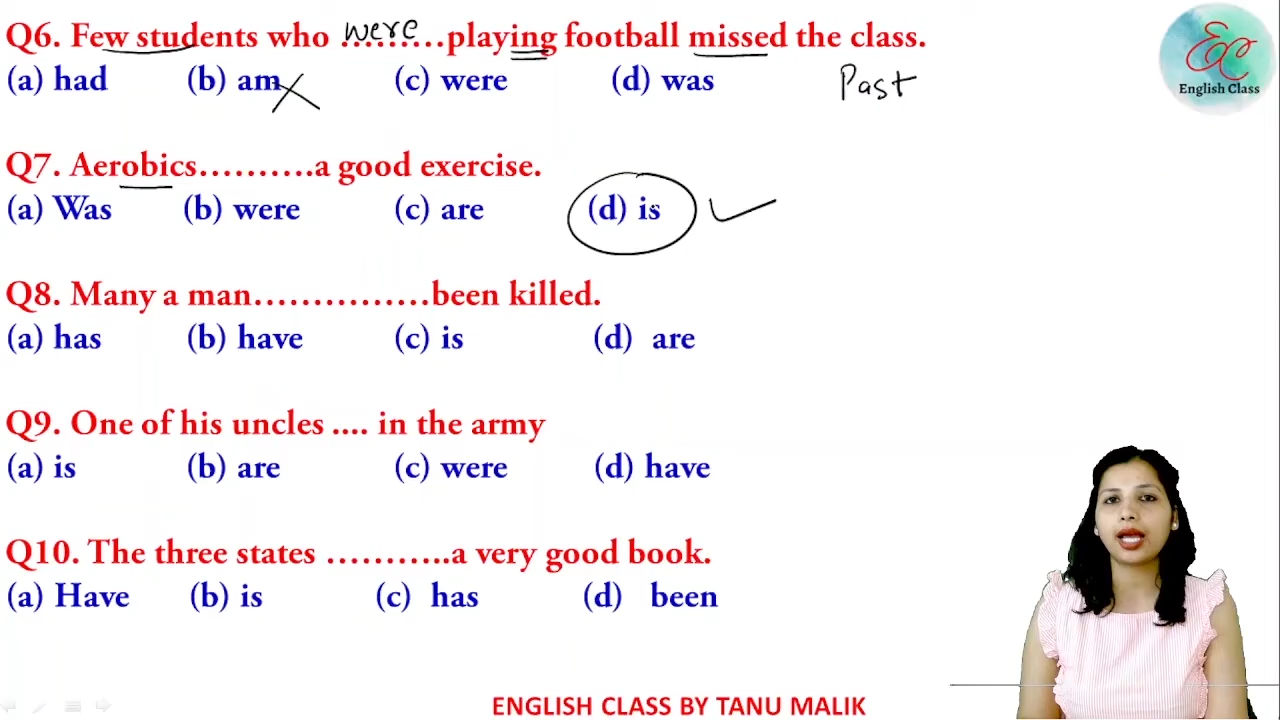 Q6. Few students who were ..........playing football missed the class.
(a) had (b) am (c) were (d) was Past
EC
English Class
Q7. Aerobics..........a good exercise.
(a) Was (b) were (c) are (d) is
Q8. Many a man...............been killed.
(a) has (b) have (c) is (d) are
Q9. One of his uncles .... in the army
(a) is (b) are (c) were (d) have
Q10. The three states ...........a very good book.
(a) Have (b) is (c) has (d) been
ENGLISH CLASS BY TANU MALIK